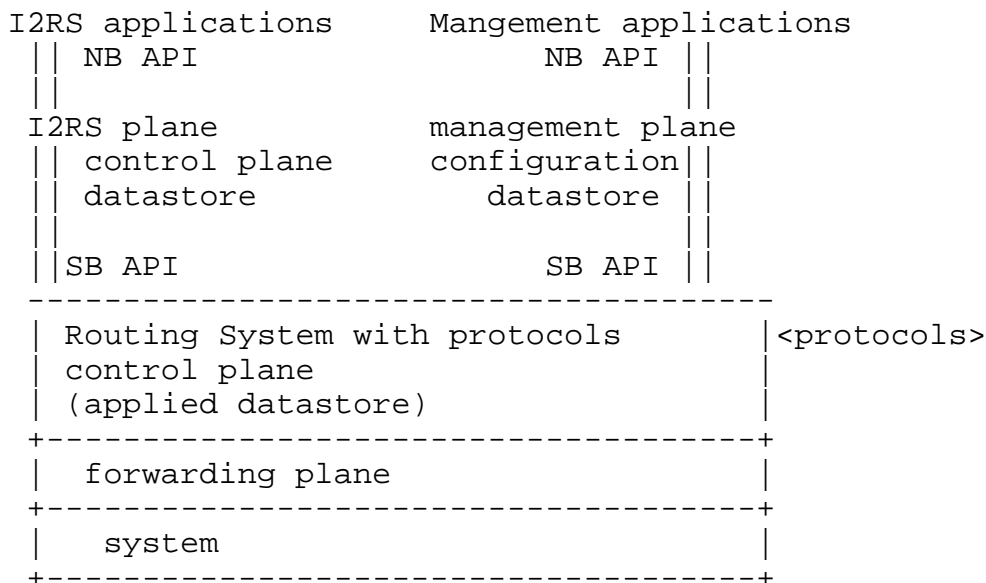 I2RS applications     Mangement applications
 || NB API                  NB API ||
 ||                                ||
 I2RS plane           management plane
 || control plane     configuration||
 || datastore            datastore ||
 ||                                ||
 ||SB API                   SB API ||
 ---------------------------------------
 | Routing System with protocols       |<protocols>
 | control plane                       |
 | (applied datastore)                 |
 +-------------------------------------+
 |  forwarding plane                   |
 +-------------------------------------+
 |   system                            |
 +-------------------------------------+